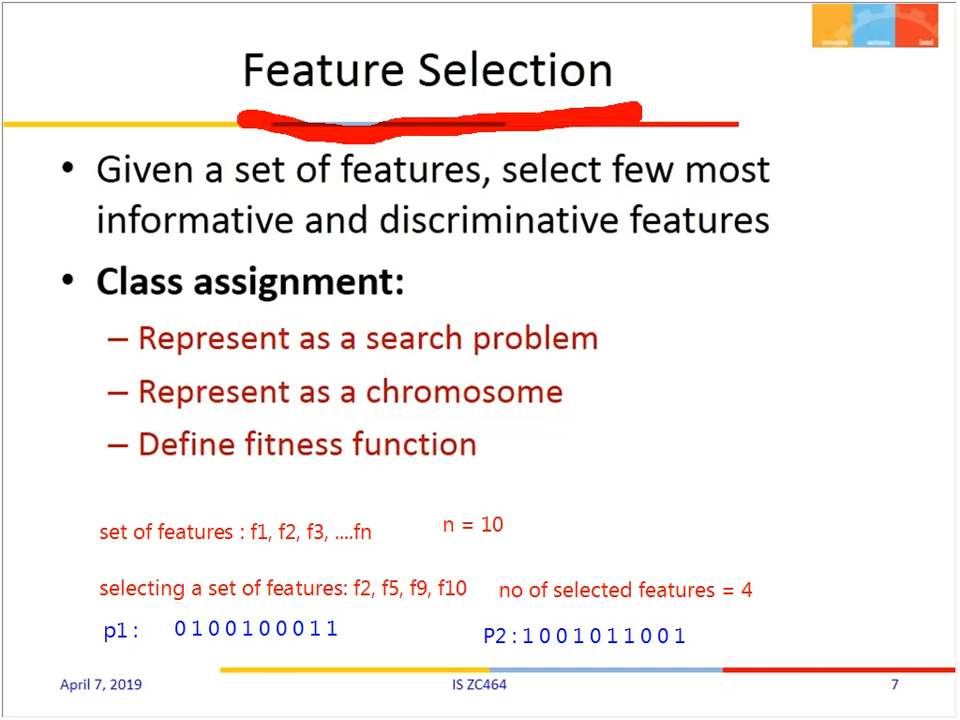 Feature Selection
• Given a set of features, select few most
informative and discriminative features
• Class assignment:
– Represent as a search problem
– Represent as a chromosome
– Define fitness function
set of features : f1, f2, f3, ....fn n = 10
selecting a set of features: f2, f5, f9, f10 no of selected features = 4
p1 : 0 1 0 0 1 0 0 0 1 1 P2 : 1 0 0 1 0 1 1 0 0 1
April 7, 2019 IS ZC464 7